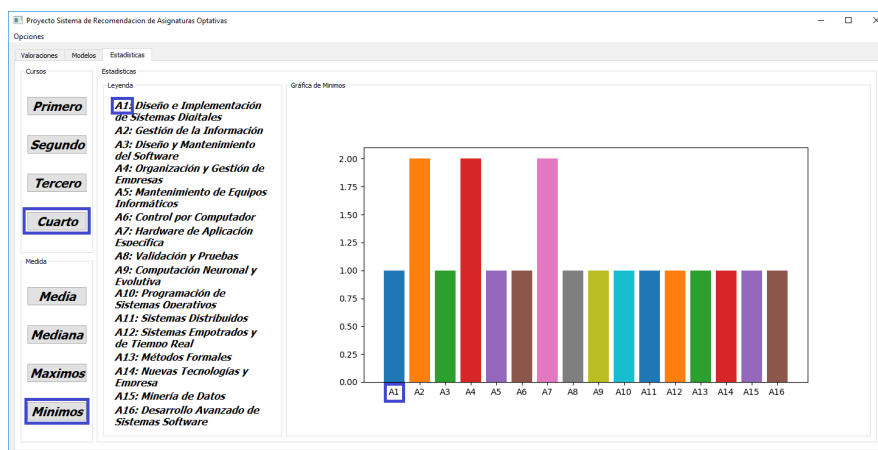 Proyecto Sistema de Recomendacion de Asignaturas Optativas
Opciones
Valoraciones Modelos Estadísticas
Cursos
Primero
Segundo
Tercero
Cuarto
Medida
Media
Mediana
Maximos
Minimos
Estadísticas
Leyenda
A1: Diseño e Implementación
de Sistemas Digitales
A2: Gestión de la Información
A3: Diseño y Mantenimiento
del Software
A4: Organización y Gestión de
Empresas
A5: Mantenimiento de Equipos
Informáticos
A6: Control por Computador
A7: Hardware de Aplicación
Específica
A8: Validación y Pruebas
A9: Computación Neuronal y
Evolutiva
A10: Programación de
Sistemas Operativos
A11: Sistemas Distribuidos
A12: Sistemas Empotrados y
de Tiempo Real
A13: Métodos Formales
A14: Nuevas Tecnologías y
Empresa
A15: Minería de Datos
A16: Desarrollo Avanzado de
Sistemas Software
Gráfica de Minimos
2.00
1.75
1.50
1.25
1.00
0.75
0.50
0.25
0.00
A1 A2 A3 A4 A5 A6 A7 A8 A9 A10 A11 A12 A13 A14 A15 A16